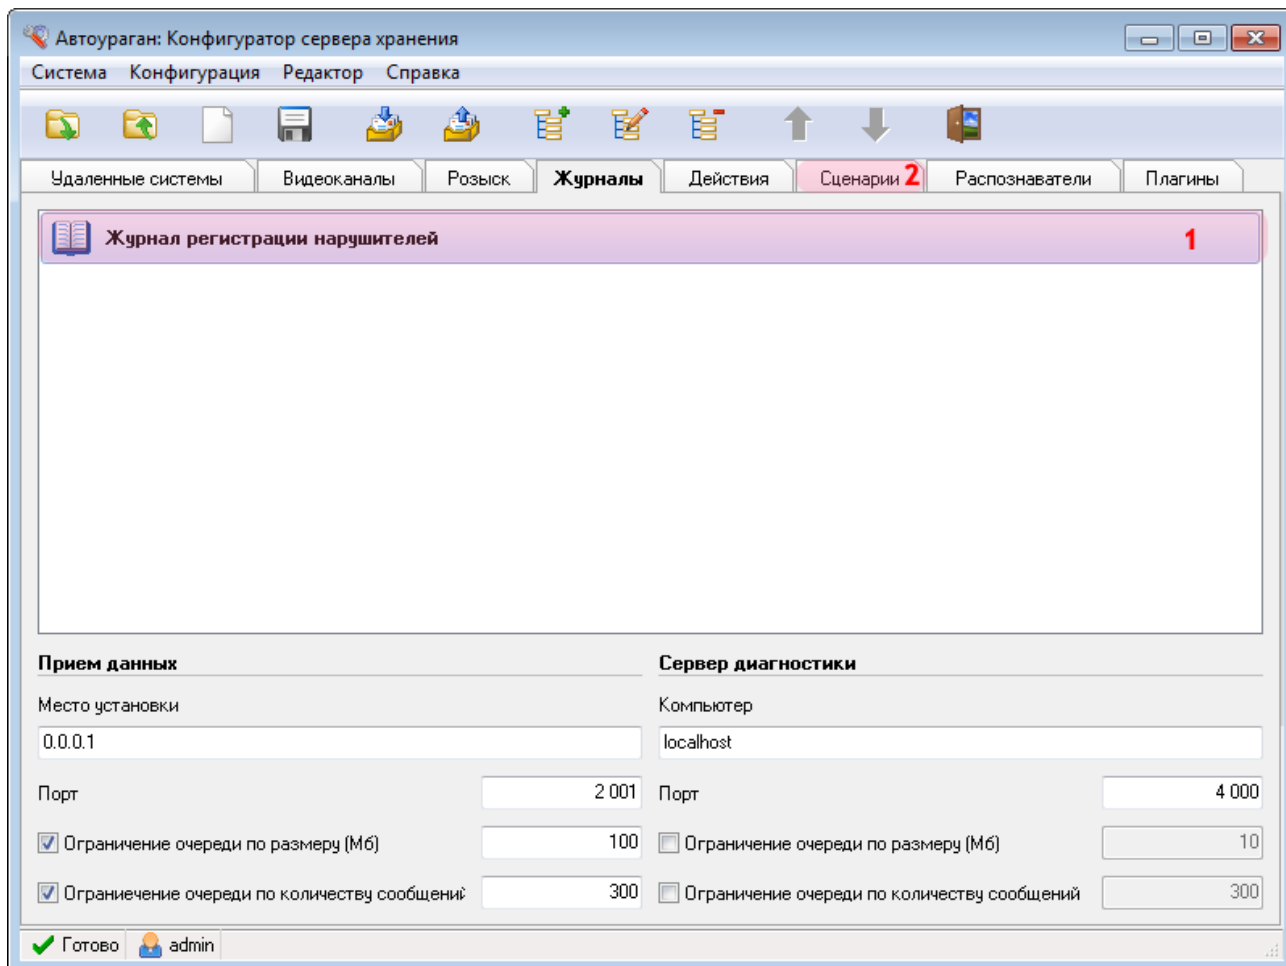 Автоураган: Конфигуратор сервера хранения
Система Конфигурация Редактор Справка
Удаленные системы Видеоканалы Розыск Журналы Действия Сценарии 2 Распознаватели Плагины
Журнал регистрации нарушителей 1
Прием данных Сервер диагностики
Место установки Компьютер
0.0.0.1 localhost
Порт 2 001 Порт 4 000
Ограничение очереди по размеру (Мб) 100 Ограничение очереди по размеру (Мб) 10
Ограниечение очереди по количеству сообщений 300 Ограничение очереди по количеству сообщений 300
Готово admin